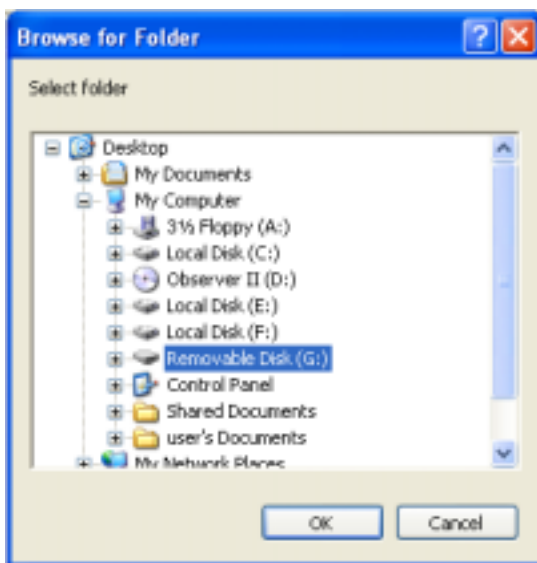 Browse for Folder
?
Select folder
Desktop
My Documents
My Computer
3½ Floppy (A:)
Local Disk (C:)
Observer II (D:)
Local Disk (E:)
Local Disk (F:)
Removable Disk (G:)
Control Panel
Shared Documents
user's Documents
My Network Places
OK Cancel